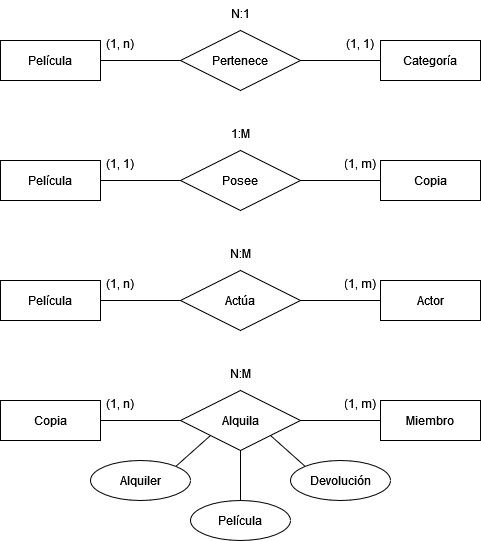 N:1
Película (1, n) Pertenece (1, 1) Categoría
1:M
Película (1, 1) Posee (1, m) Copia
N:M
Película (1, n) Actúa (1, m) Actor
N:M
Copia (1, n) Alquila (1, m) Miembro
Alquiler Devolución
Película